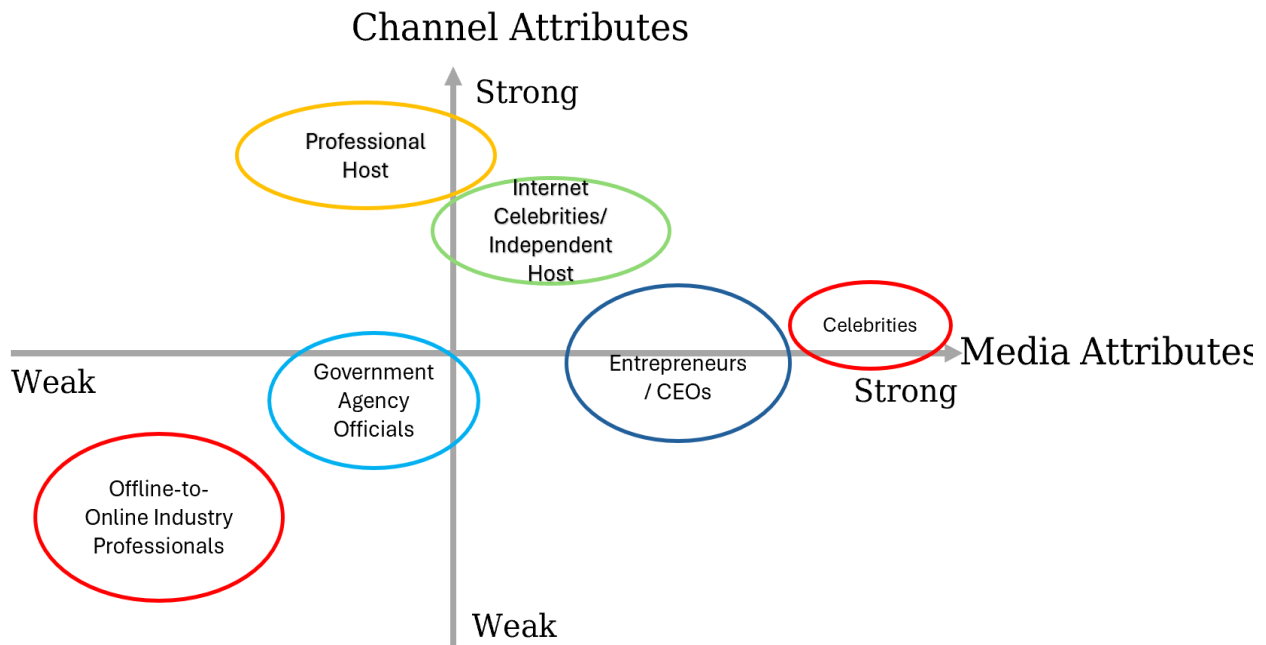 Channel Attributes
Strong
Professional
Host
Internet
Celebrities/
Independent
Host
Celebrities
Media Attributes
Weak
Strong
Government
Agency
Officials
Entrepreneurs
/ CEOs
Offline-to-
Online Industry
Professionals
Weak